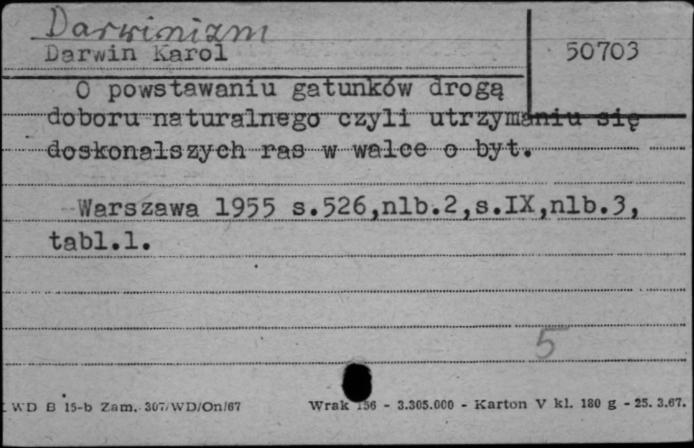 Darwinizm
Darwin Karol 50703
O powstawaniu gatunków drogą
doboru naturalnego czyli utrzymaniu się
doskonalszych ras w walce o byt.
Warszawa 1955 s.526,nlb.2,s.IX,nlb.3,
tabl.1.
5
WD B 15-b Zam. 307/WD/On/67 Wrak 156 - 3.305.000 - Karton V kl. 180 g - 25. 3.67.